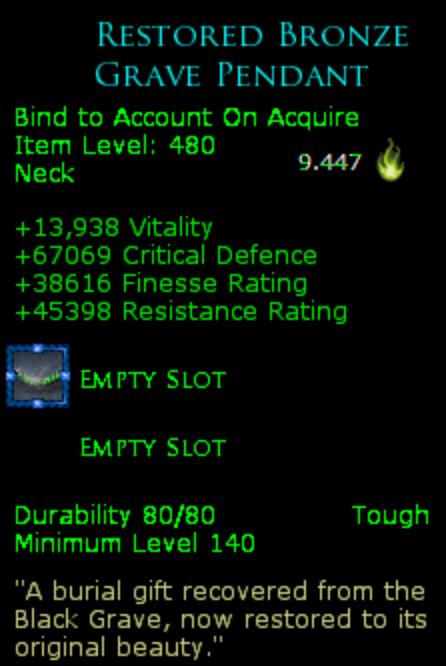 Restored Bronze
Grave Pendant
Bind to Account On Acquire
Item Level: 480
9.447
Neck
+13,938 Vitality
+67069 Critical Defence
+38616 Finesse Rating
+45398 Resistance Rating
Empty Slot
Empty Slot
Durability 80/80 Tough
Minimum Level 140
"A burial gift recovered from the
Black Grave, now restored to its
original beauty."